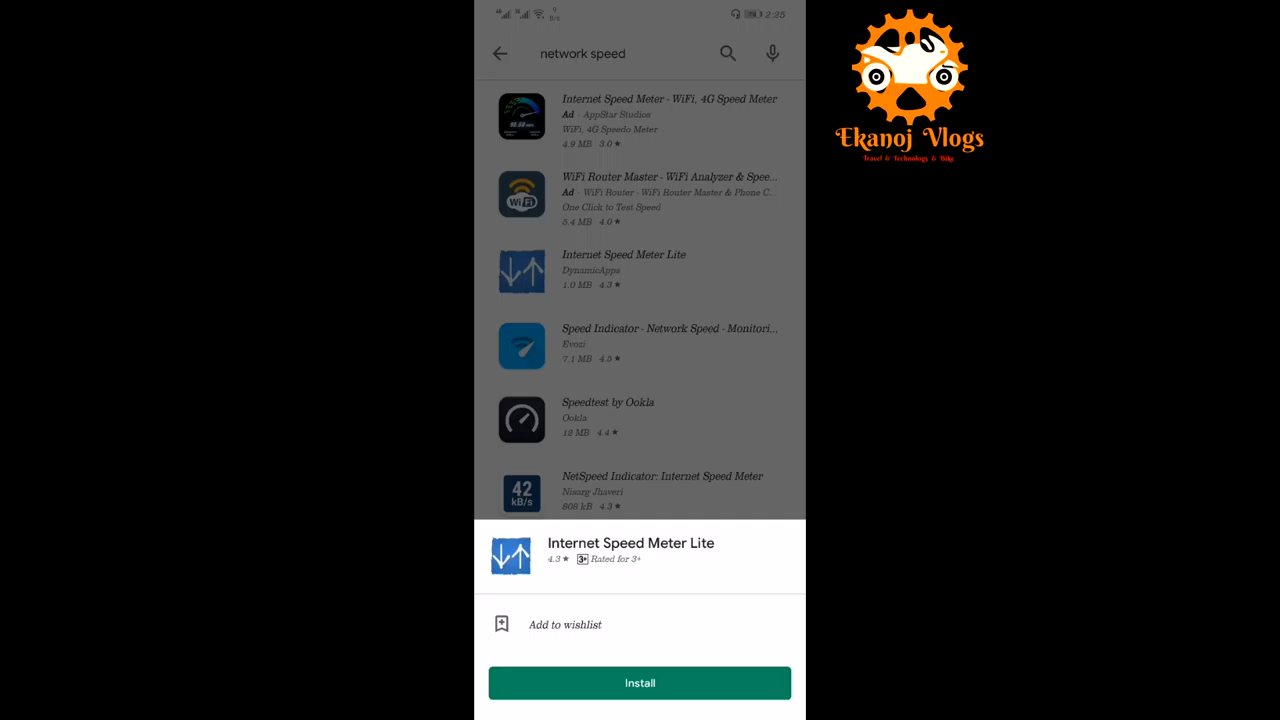 0
B/s
2:25
network speed
Internet Speed Meter - WiFi, 4G Speed Meter
Ad · AppStar Studios
WiFi, 4G Speedo Meter
4.9 MB 3.0 ★
WiFi Router Master - WiFi Analyzer & Spee...
Ad · WiFi Router - WiFi Router Master & Phone C...
One Click to Test Speed
5.4 MB 4.0 ★
WiFi
Internet Speed Meter Lite
DynamicApps
1.0 MB 4.3 ★
Speed Indicator - Network Speed - Monitori...
Evozi
7.1 MB 4.5 ★
Speedtest by Ookla
Ookla
12 MB 4.4 ★
NetSpeed Indicator: Internet Speed Meter
Nisarg Jhaveri
808 kB 4.3 ★
42
kB/s
Internet Speed Meter Lite
4.3 ★ 3+ Rated for 3+
Add to wishlist
Install
Ekanoj Vlogs
Travel & Technology & Bike